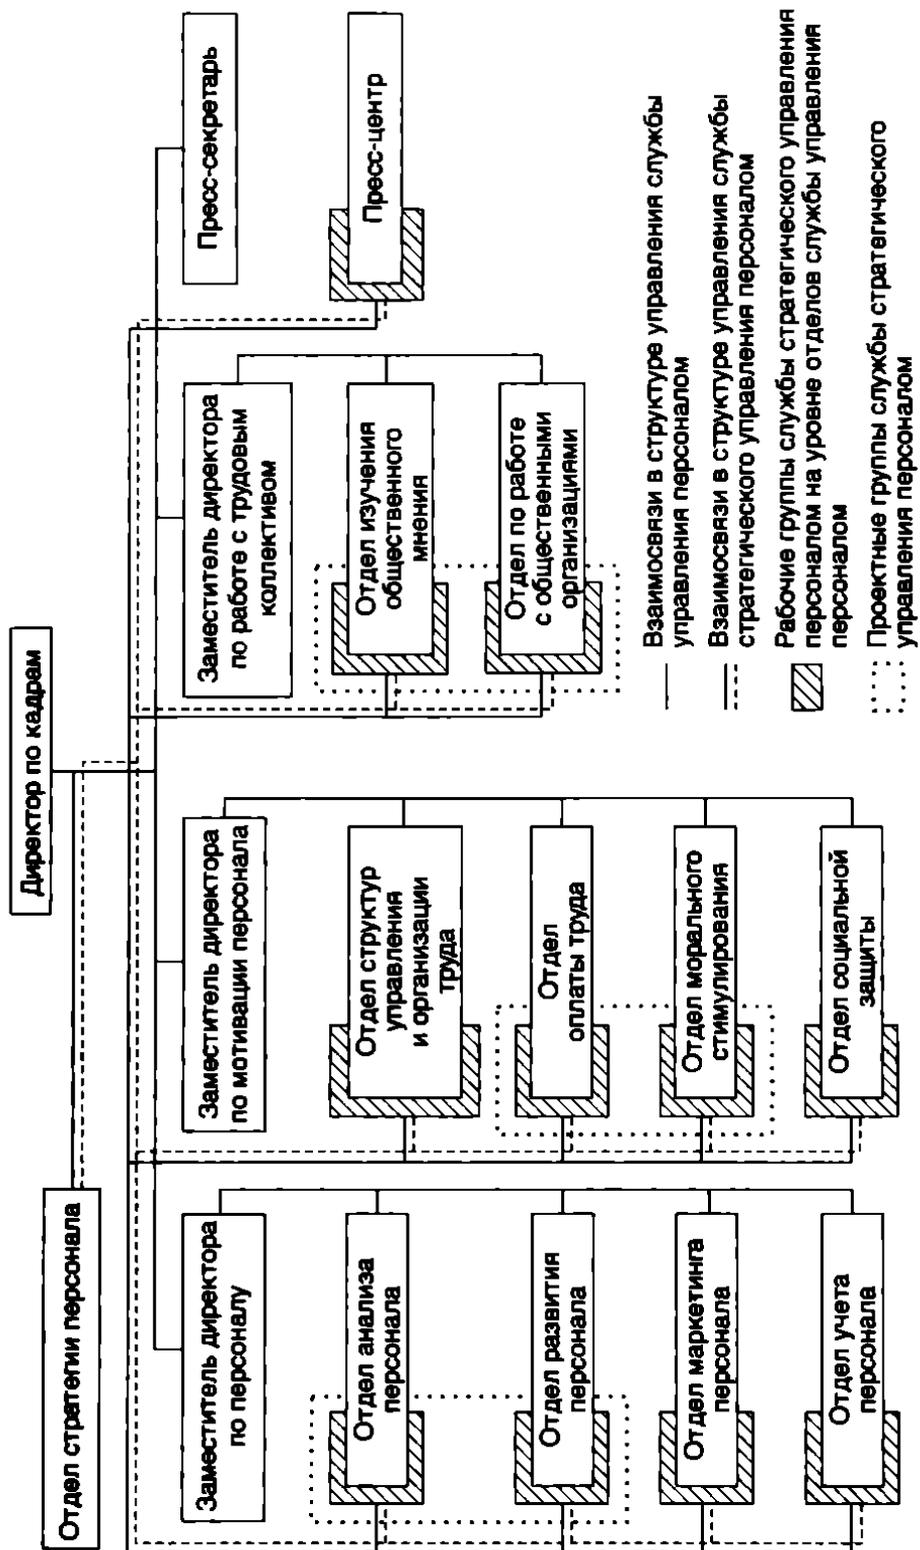 Директор по кадрам
Отдел стратегии персонала
Заместитель директора
по персоналу
Заместитель директора
по мотивации персонала
Заместитель директора
по работе с трудовым
коллективом
Пресс-секретарь
Отдел анализа
персонала
Отдел структур
управления
и организации
труда
Отдел изучения
общественного
мнения
Пресс-центр
Отдел развития
персонала
Отдел
оплаты труда
Отдел по работе
с общественными
организациями
Отдел маркетинга
персонала
Отдел морального
стимулирования
Отдел учета
персонала
Отдел социальной
защиты
Взаимосвязи в структуре управления службы
управления персоналом
Взаимосвязи в структуре управления службы
стратегического управления персоналом
Рабочие группы службы стратегического управления
персоналом на уровне отделов службы управления
персоналом
Проектные группы службы стратегического
управления персоналом